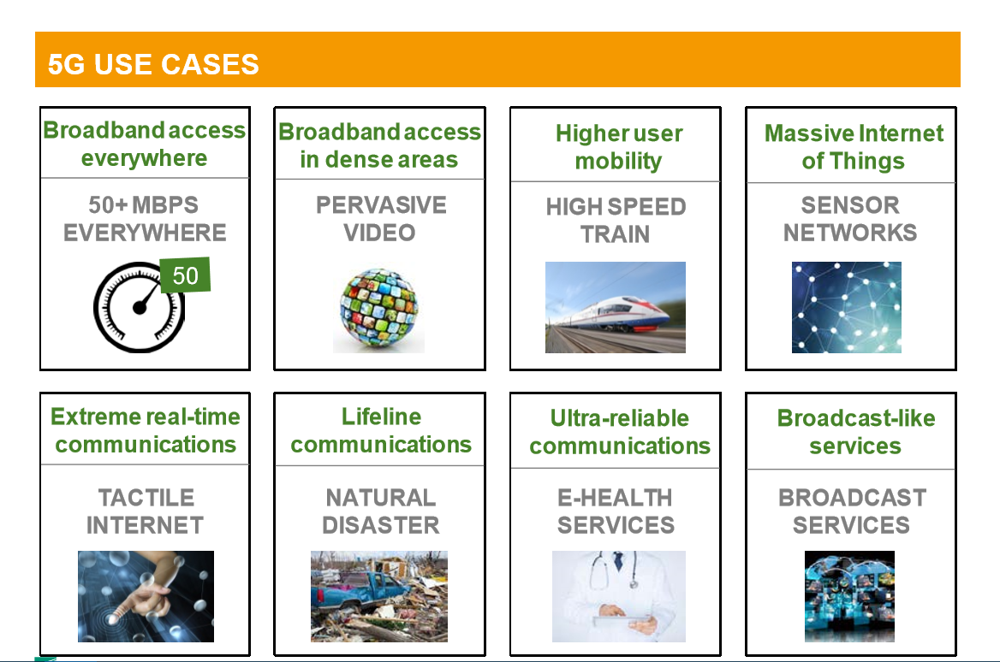 5G USE CASES
Broadband access
everywhere
50+ MBPS
EVERYWHERE
50
Broadband access
in dense areas
PERVASIVE
VIDEO
Higher user
mobility
HIGH SPEED
TRAIN
Massive Internet
of Things
SENSOR
NETWORKS
Extreme real-time
communications
TACTILE
INTERNET
Lifeline
communications
NATURAL
DISASTER
Ultra-reliable
communications
E-HEALTH
SERVICES
Broadcast-like
services
BROADCAST
SERVICES